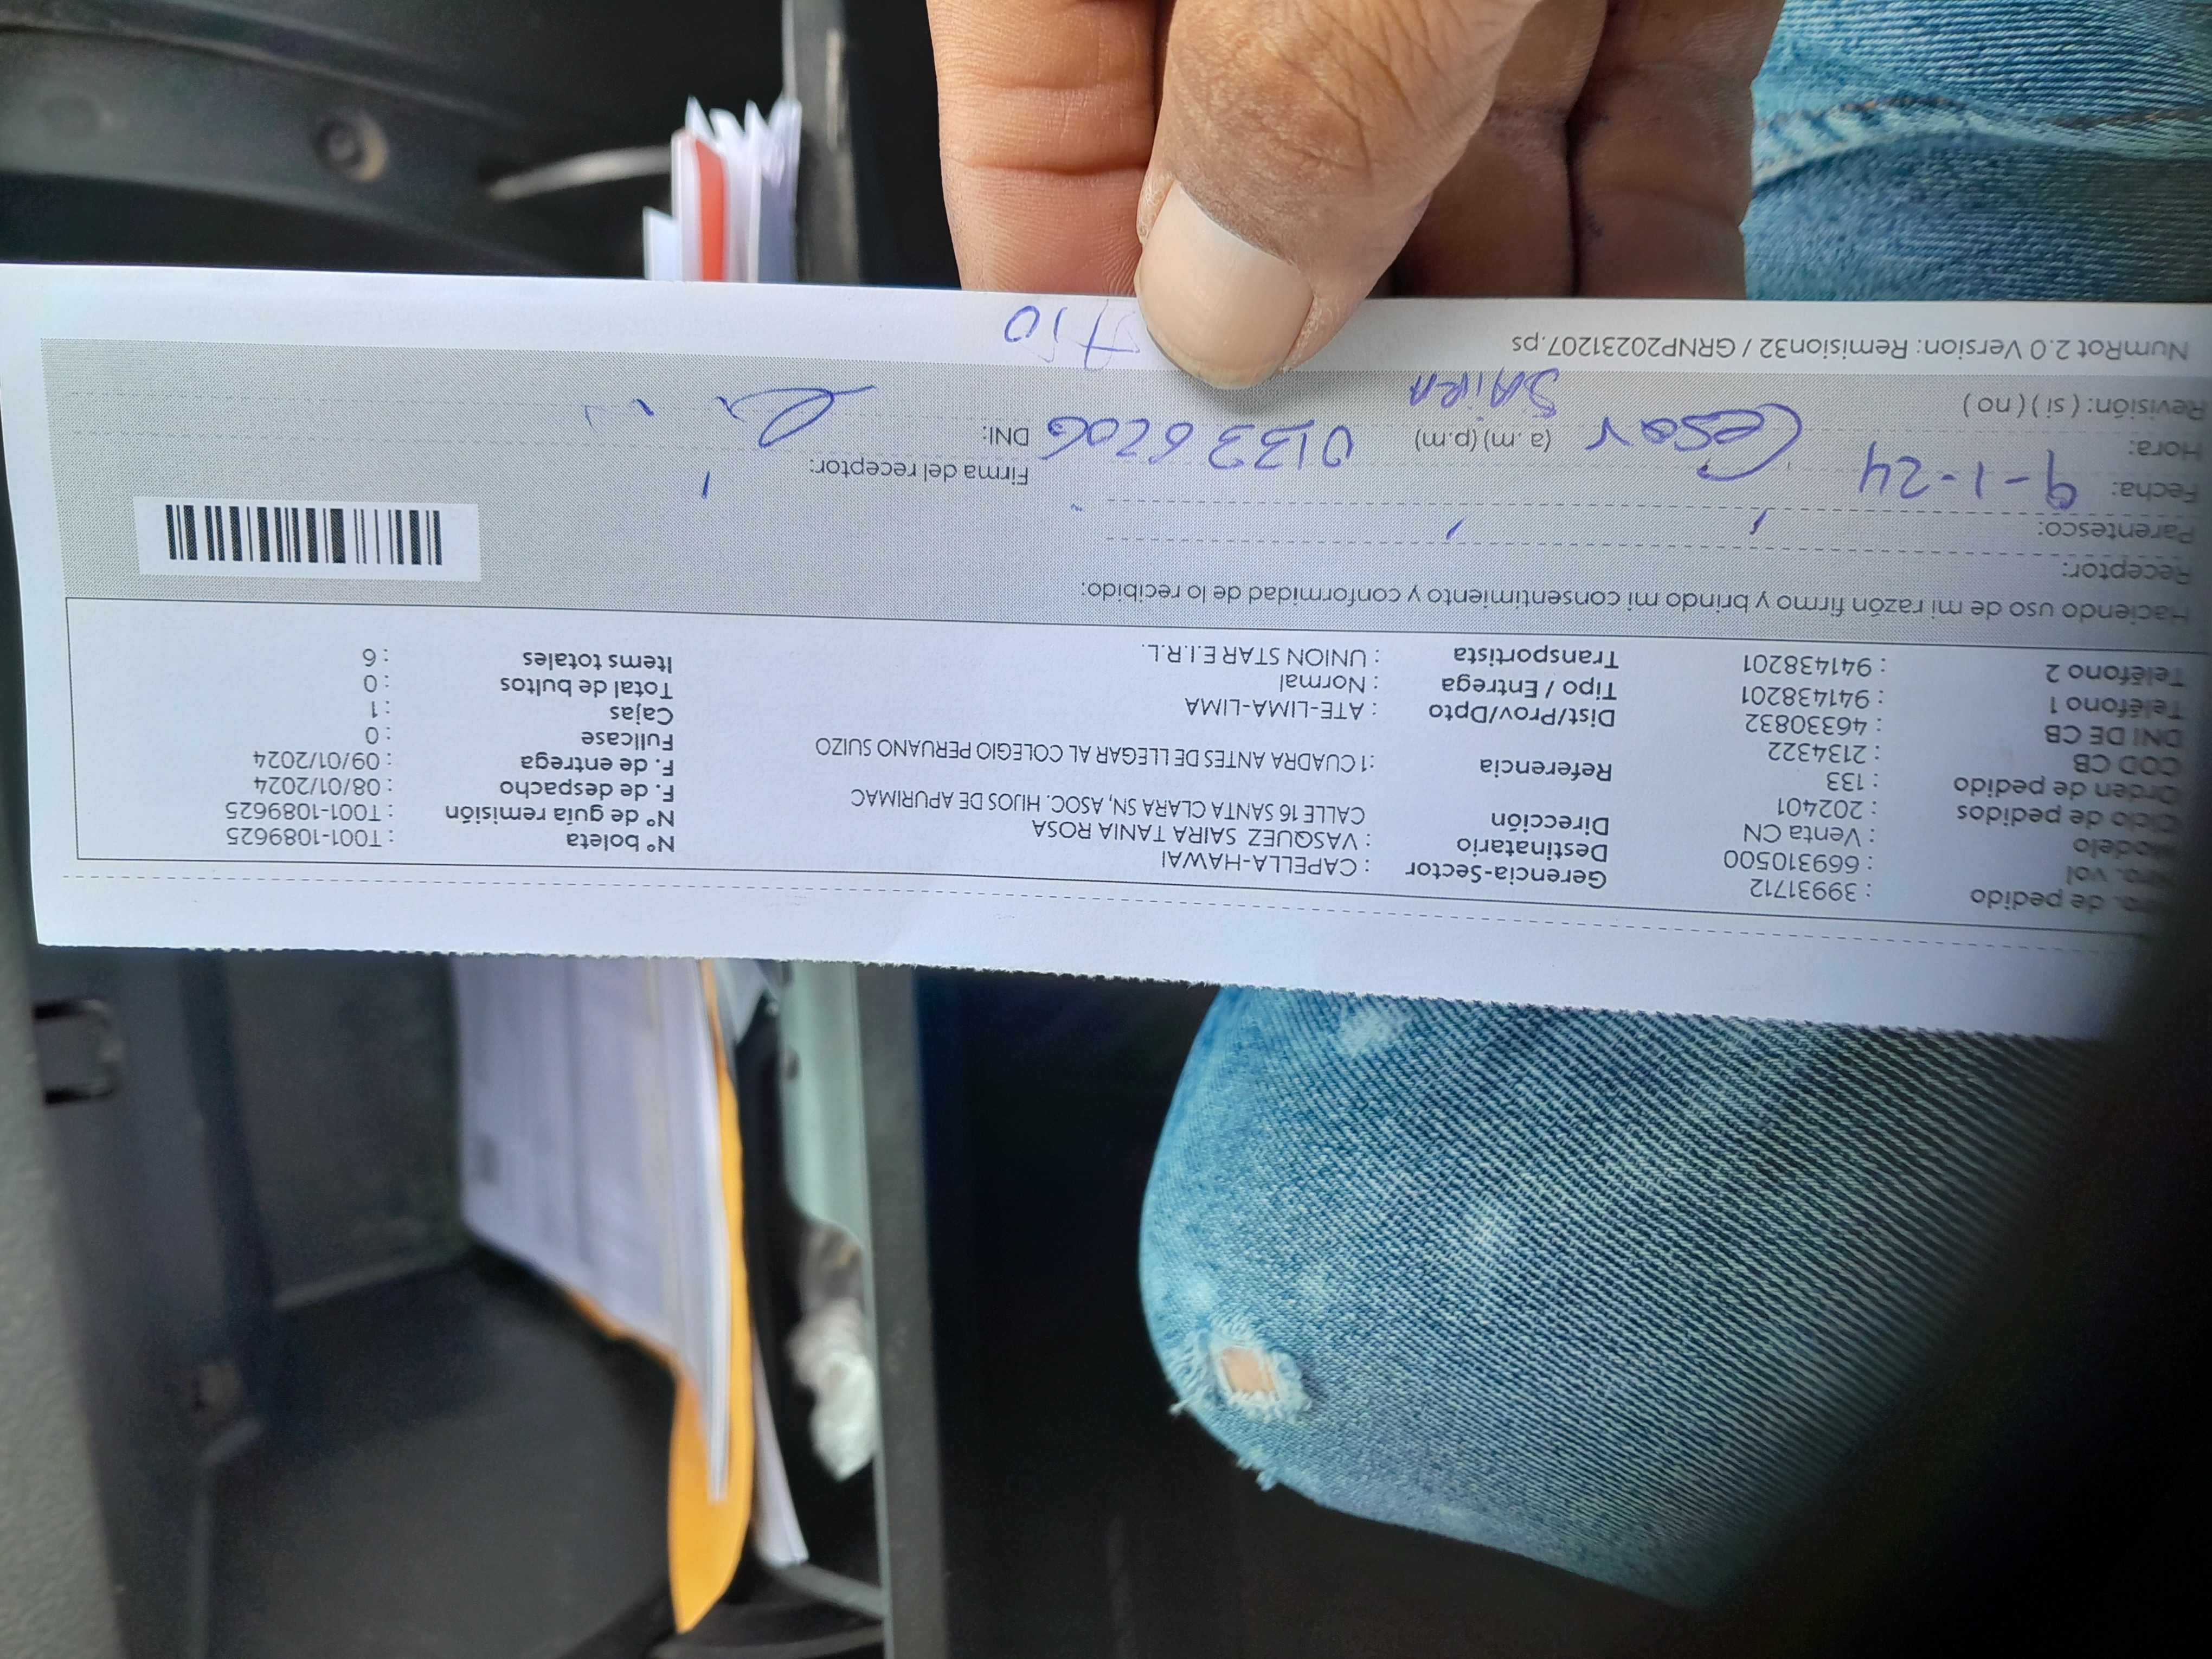 Nro. de pedido : 39931712 Gerencia-Sector : CAPELLA-HAWAI Nº boleta : T001-1089625
Nro. vol : 669310500 Destinatario : VASQUEZ SAIRA TANIA ROSA Nº de guía remisión : T001-1089625
Modelo : Venta CN Dirección CALLE 16 SANTA CLARA SN, ASOC. HIJOS DE APURIMAC F. de despacho : 08/01/2024
Ciclo de pedidos : 202401 F. de entrega : 09/01/2024
Orden de pedido : 133 Referencia : 1 CUADRA ANTES DE LLEGAR AL COLEGIO PERUANO SUIZO Fullcase : 0
COD CB : 2134322 Cajas : 1
DNI DE CB : 46330832 Dist/Prov/Dpto : ATE-LIMA-LIMA Total de bultos : 0
Teléfono 1 : 941438201 Tipo / Entrega : Normal Items totales : 6
Teléfono 2 : 941438201 Transportista : UNION STAR E.I.R.L.
Haciendo uso de mi razón firmo y brindo mi consentimiento y conformidad de lo recibido:
Receptor:
Parentesco:
Fecha: 9-1-24 Firma del receptor:
Hora: Cesar (a. m) (p.m) 01336206 DNI:
SAIRA
Revisión: ( si ) ( no )
NumRot 2.0 Version: Remision32 / GRNP20231207.ps